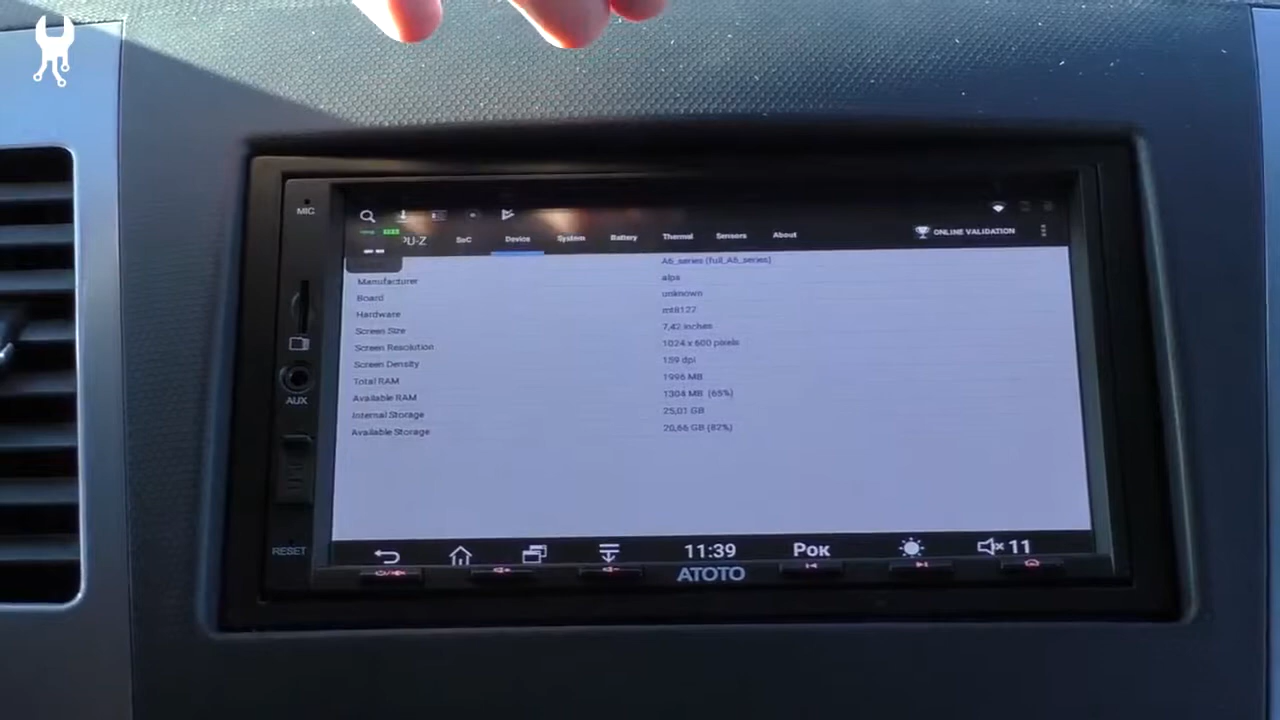 MIC
PU-Z
SoC
Device
System
Battery
Thermal
Sensors
About
ONLINE VALIDATION
A6_series (full_A6_series)
Manufacturer alps
Board unknown
Hardware mt8127
Screen Size 7,42 inches
Screen Resolution 1024 x 600 pixels
Screen Density 159 dpi
Total RAM 1996 MB
Available RAM 1304 MB (65%)
Internal Storage 25,01 GB
Available Storage 20,66 GB (82%)
AUX
RESET
11:39
Рок
11
ATOTO